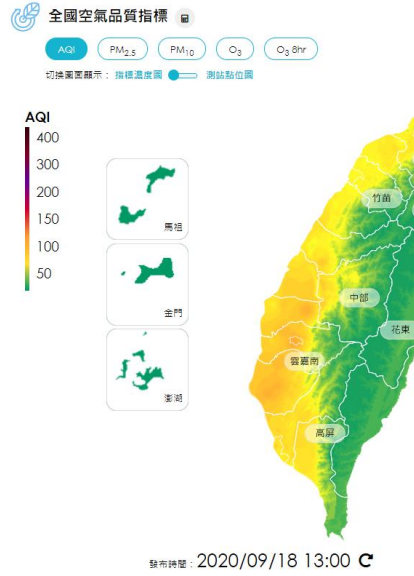 全國空氣品質指標
AQI PM2.5 PM10 O3 O3 8hr
切換圖面顯示： 指標濃度圖 測站點位圖
AQI
400
300
200
150
100
50
馬祖
金門
澎湖
竹苗
中部
花東
雲嘉南
高屏
發布時間：2020/09/18 13:00